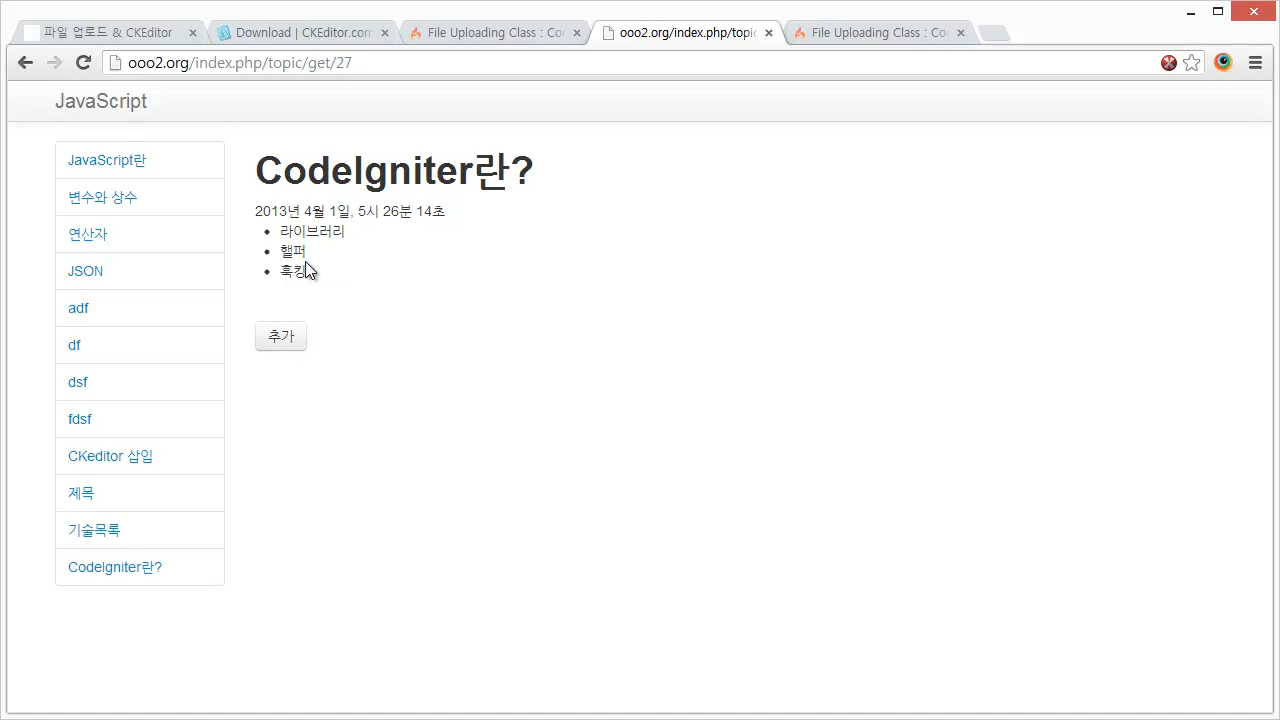 파일 업로드 & CKEditor
Download | CKEditor.com
File Uploading Class : Co
ooo2.org/index.php/topic
File Uploading Class : Co
ooo2.org/index.php/topic/get/27
JavaScript
JavaScript란
변수와 상수
연산자
JSON
adf
df
dsf
fdsf
CKeditor 삽입
제목
기술목록
CodeIgniter란?
CodeIgniter란?
2013년 4월 1일, 5시 26분 14초
라이브러리
핼퍼
훅킹
추가